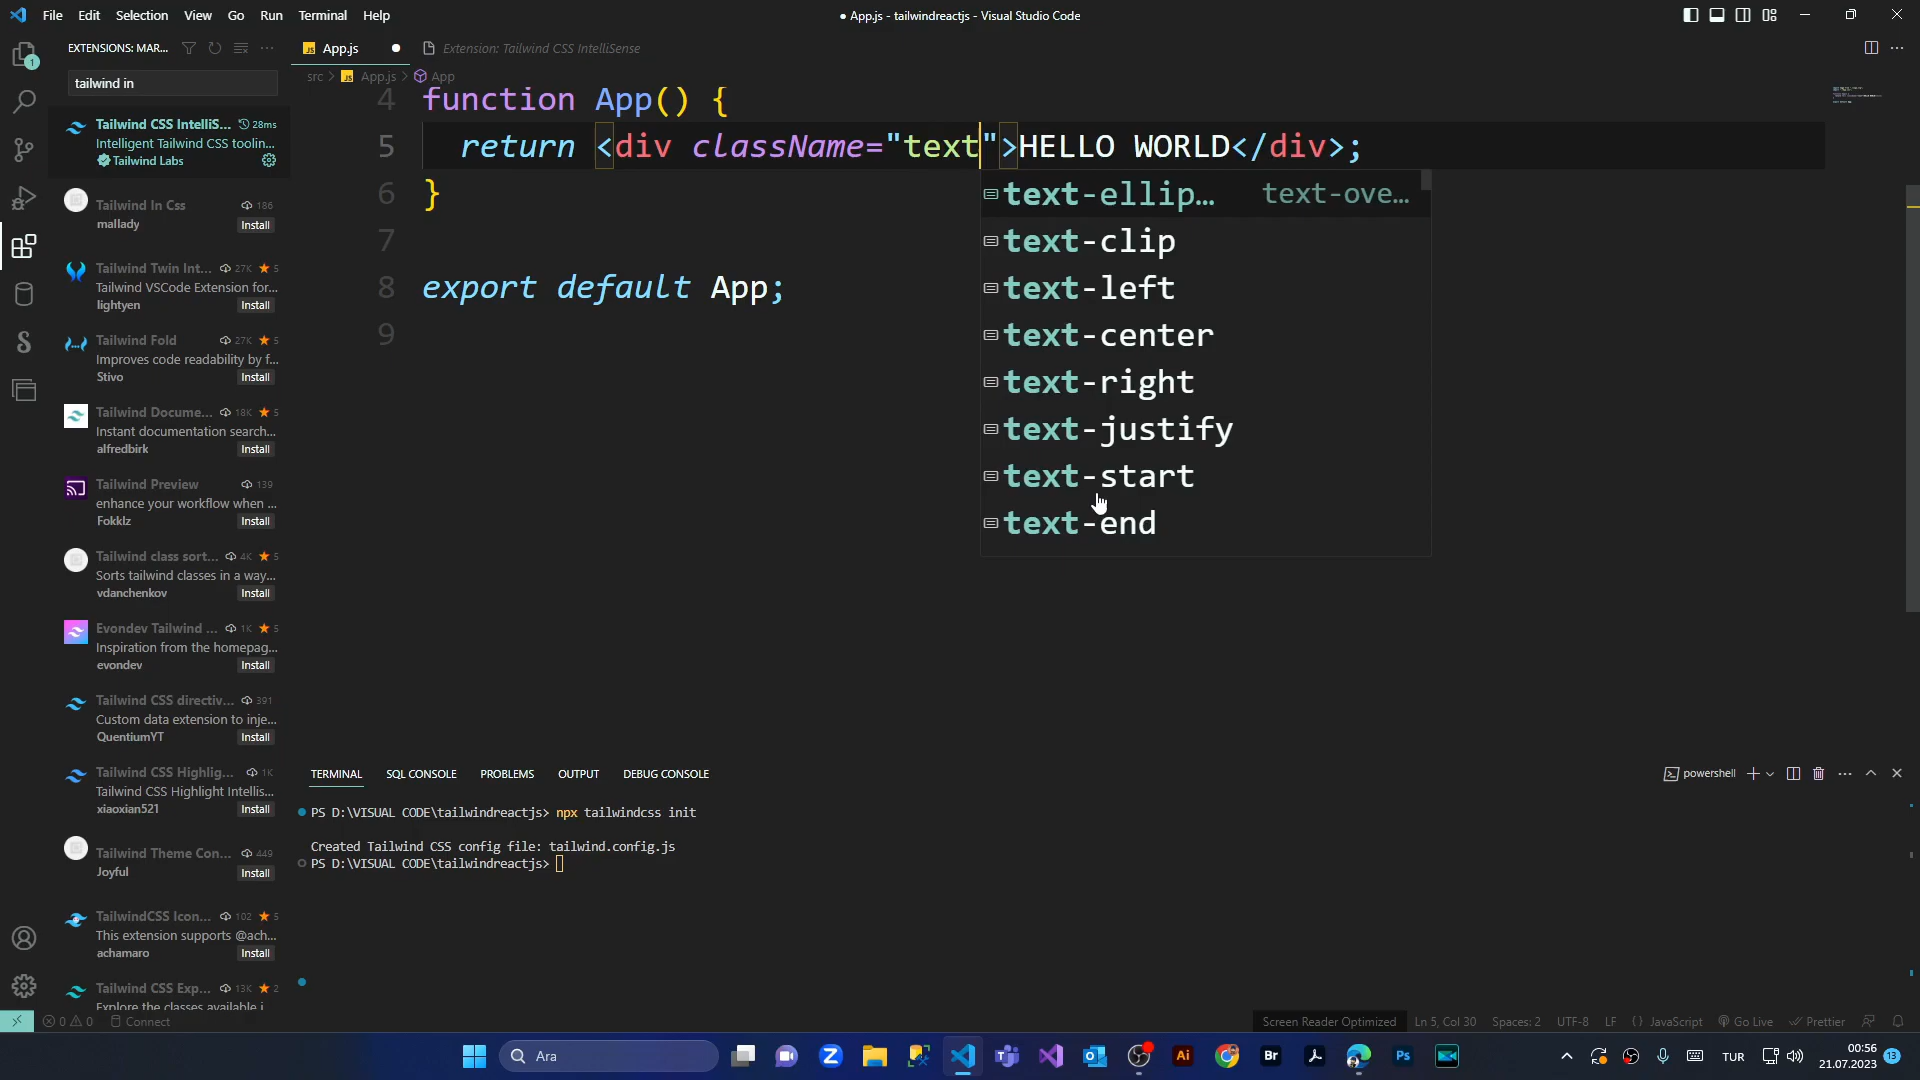 File Edit Selection View Go Run Terminal Help
● App.js - tailwindreactjs - Visual Studio Code
EXTENSIONS: MAR...
App.js
Extension: Tailwind CSS IntelliSense
src > App.js > App
tailwind in
Tailwind CSS IntelliS... 28ms
Intelligent Tailwind CSS toolin...
Tailwind Labs
Tailwind In Css 186
mallady Install
Tailwind Twin Int... 27K ★ 5
Tailwind VSCode Extension for...
lightyen Install
Tailwind Fold 27K ★ 5
Improves code readability by f...
Stivo Install
Tailwind Docume... 18K ★ 5
Instant documentation search...
alfredbirk Install
Tailwind Preview 139
enhance your workflow when ...
Fokklz Install
Tailwind class sort... 4K ★ 5
Sorts tailwind classes in a way...
vdanchenkov Install
Evondev Tailwind ... 1K ★ 5
Inspiration from the homepag...
evondev Install
Tailwind CSS directiv... 391
Custom data extension to inje...
QuentiumYT Install
Tailwind CSS Highlig... 1K
Tailwind CSS Highlight Intellis...
xiaoxian521 Install
Tailwind Theme Con... 449
Joyful Install
TailwindCSS Icon... 102 ★ 5
This extension supports @ach...
achamaro Install
Tailwind CSS Exp... 13K ★ 2
Explore the classes available i
4 function App() {
5 return <div className="text">HELLO WORLD</div>;
6 }
7
8 export default App;
9
text-ellip... text-ove...
text-clip
text-left
text-center
text-right
text-justify
text-start
text-end
TERMINAL SQL CONSOLE PROBLEMS OUTPUT DEBUG CONSOLE
powershell
PS D:\VISUAL CODE\tailwindreactjs> npx tailwindcss init
Created Tailwind CSS config file: tailwind.config.js
PS D:\VISUAL CODE\tailwindreactjs>
0 0 Connect
Screen Reader Optimized Ln 5, Col 30 Spaces: 2 UTF-8 LF {} JavaScript Go Live Prettier
1
Ara
Z
Ai
Br
Ps
TUR
00:56
21.07.2023
13